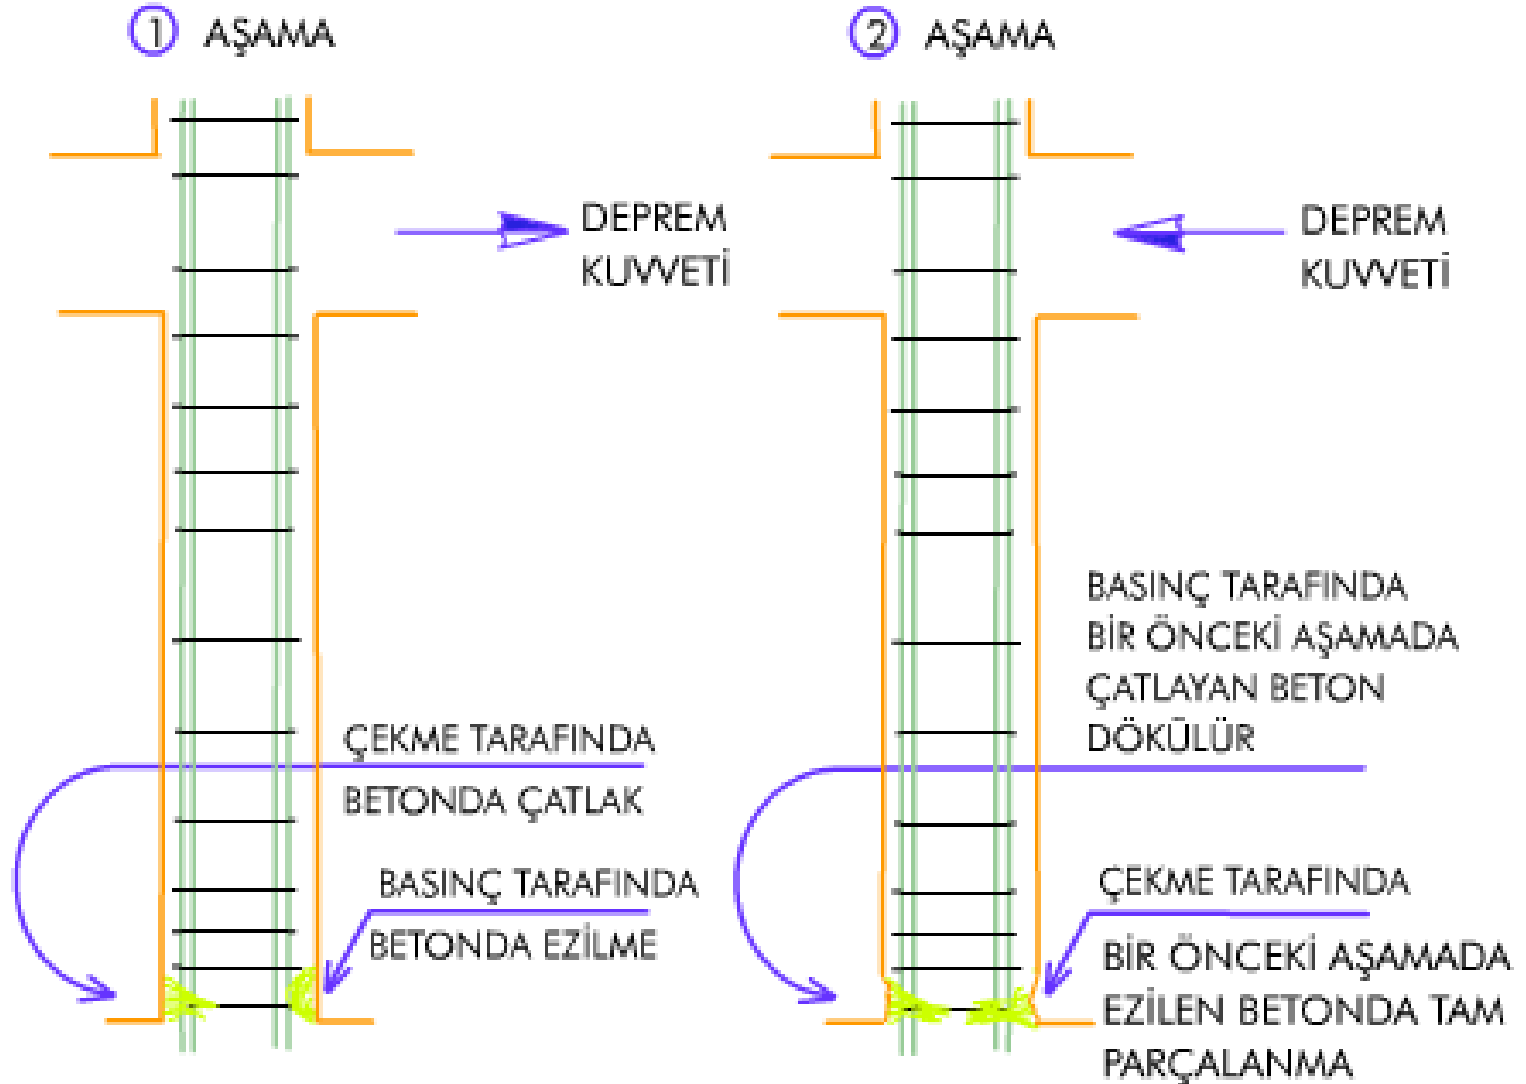 1 AŞAMA
DEPREM
KUVVETİ
ÇEKME TARAFINDA
BETONDA ÇATLAK
BASINÇ TARAFINDA
BETONDA EZİLME
2 AŞAMA
DEPREM
KUVVETİ
BASINÇ TARAFINDA
BİR ÖNCEKİ AŞAMADA
ÇATLAYAN BETON
DÖKÜLÜR
ÇEKME TARAFINDA
BİR ÖNCEKİ AŞAMADA
EZİLEN BETONDA TAM
PARÇALANMA